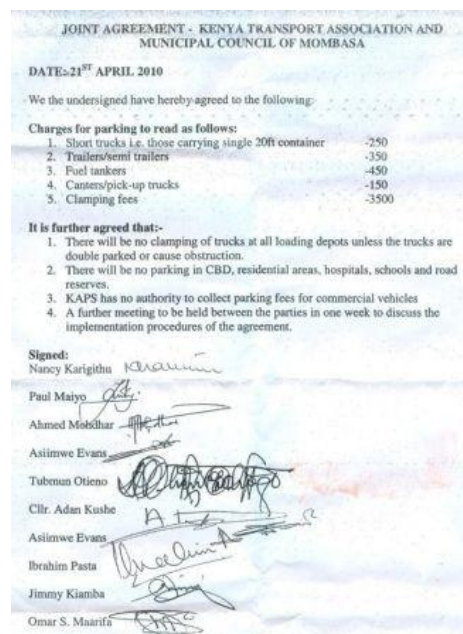 JOINT AGREEMENT - KENYA TRANSPORT ASSOCIATION AND
MUNICIPAL COUNCIL OF MOMBASA
DATE:-21ST APRIL 2010
We the undersigned have hereby agreed to the following:
Charges for parking to read as follows:
1. Short trucks i.e. those carrying single 20ft container -250
2. Trailers/semi trailers -350
3. Fuel tankers -450
4. Canters/pick-up trucks -150
5. Clamping fees -3500
It is further agreed that:-
1. There will be no clamping of trucks at all loading depots unless the trucks are
double parked or cause obstruction.
2. There will be no parking in CBD, residential areas, hospitals, schools and road
reserves.
3. KAPS has no authority to collect parking fees for commercial vehicles
4. A further meeting to be held between the parties in one week to discuss the
implementation procedures of the agreement.
Signed:
Nancy Karigithu
Paul Maiyo
Ahmed Mohdhar
Asiimwe Evans
Tubmun Otieno
Cllr. Adan Kushe
Asiimwe Evans
Ibrahim Pasta
Jimmy Kiamba
Omar S. Maarifa